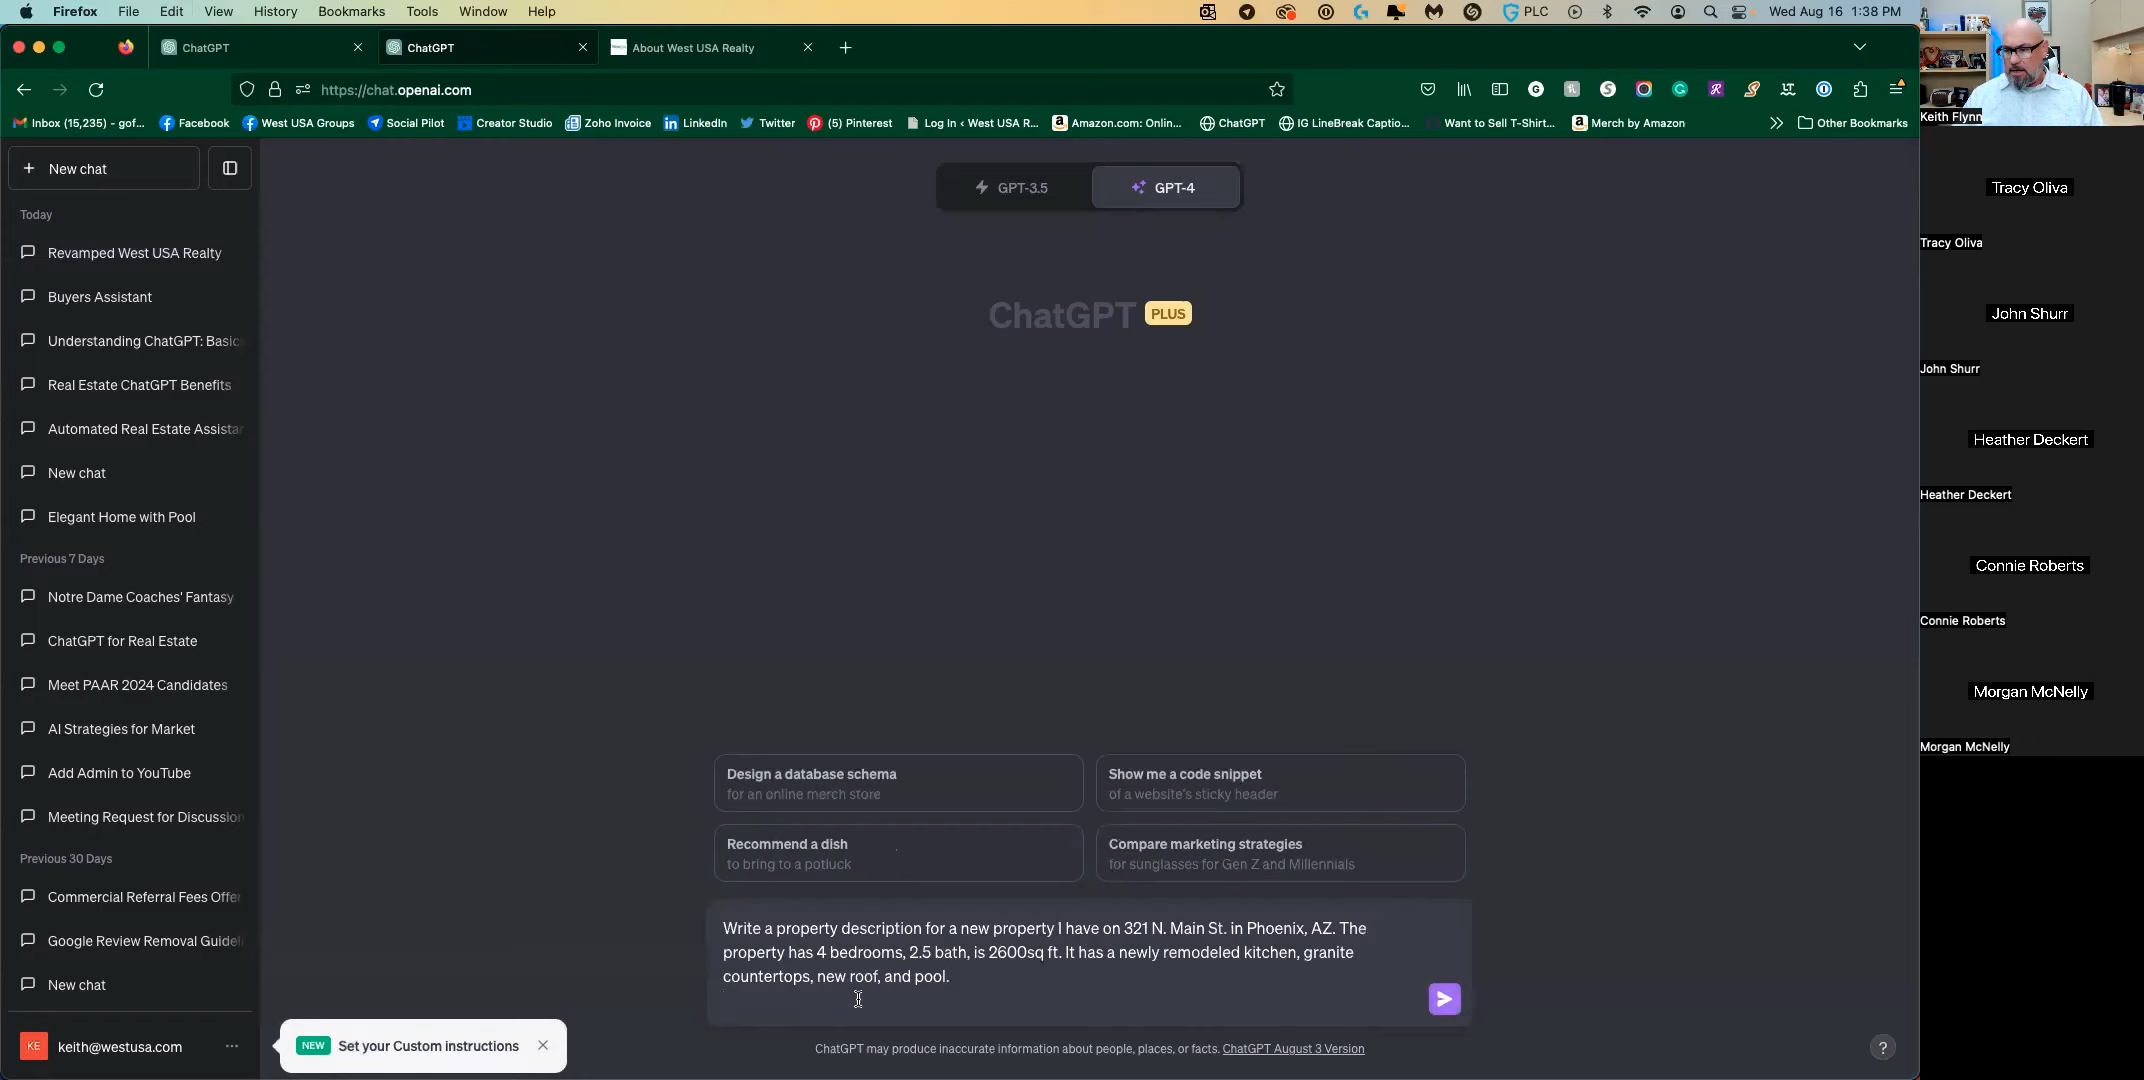 Firefox File Edit View History Bookmarks Tools Window Help PLC Wed Aug 16 1:38 PM
ChatGPT ChatGPT About West USA Realty
https://chat.openai.com
Inbox (15,235) - gof... Facebook West USA Groups Social Pilot Creator Studio Zoho Invoice LinkedIn Twitter (5) Pinterest Log In ‹ West USA R... Amazon.com: Onlin... ChatGPT IG LineBreak Captio... Want to Sell T-Shirt... Merch by Amazon Other Bookmarks
New chat
Today
Revamped West USA Realty
Buyers Assistant
Understanding ChatGPT: Basic
Real Estate ChatGPT Benefits
Automated Real Estate Assistan
New chat
Elegant Home with Pool
Previous 7 Days
Notre Dame Coaches' Fantasy
ChatGPT for Real Estate
Meet PAAR 2024 Candidates
AI Strategies for Market
Add Admin to YouTube
Meeting Request for Discussion
Previous 30 Days
Commercial Referral Fees Offer
Google Review Removal Guidel
New chat
KE keith@westusa.com
NEW Set your Custom instructions
GPT-3.5 GPT-4
ChatGPT PLUS
Design a database schema
for an online merch store
Show me a code snippet
of a website's sticky header
Recommend a dish
to bring to a potluck
Compare marketing strategies
for sunglasses for Gen Z and Millennials
Write a property description for a new property I have on 321 N. Main St. in Phoenix, AZ. The
property has 4 bedrooms, 2.5 bath, is 2600sq ft. It has a newly remodeled kitchen, granite
countertops, new roof, and pool.
ChatGPT may produce inaccurate information about people, places, or facts. ChatGPT August 3 Version
?
Keith Flynn
Tracy Oliva
Tracy Oliva
John Shurr
John Shurr
Heather Deckert
Heather Deckert
Connie Roberts
Connie Roberts
Morgan McNelly
Morgan McNelly